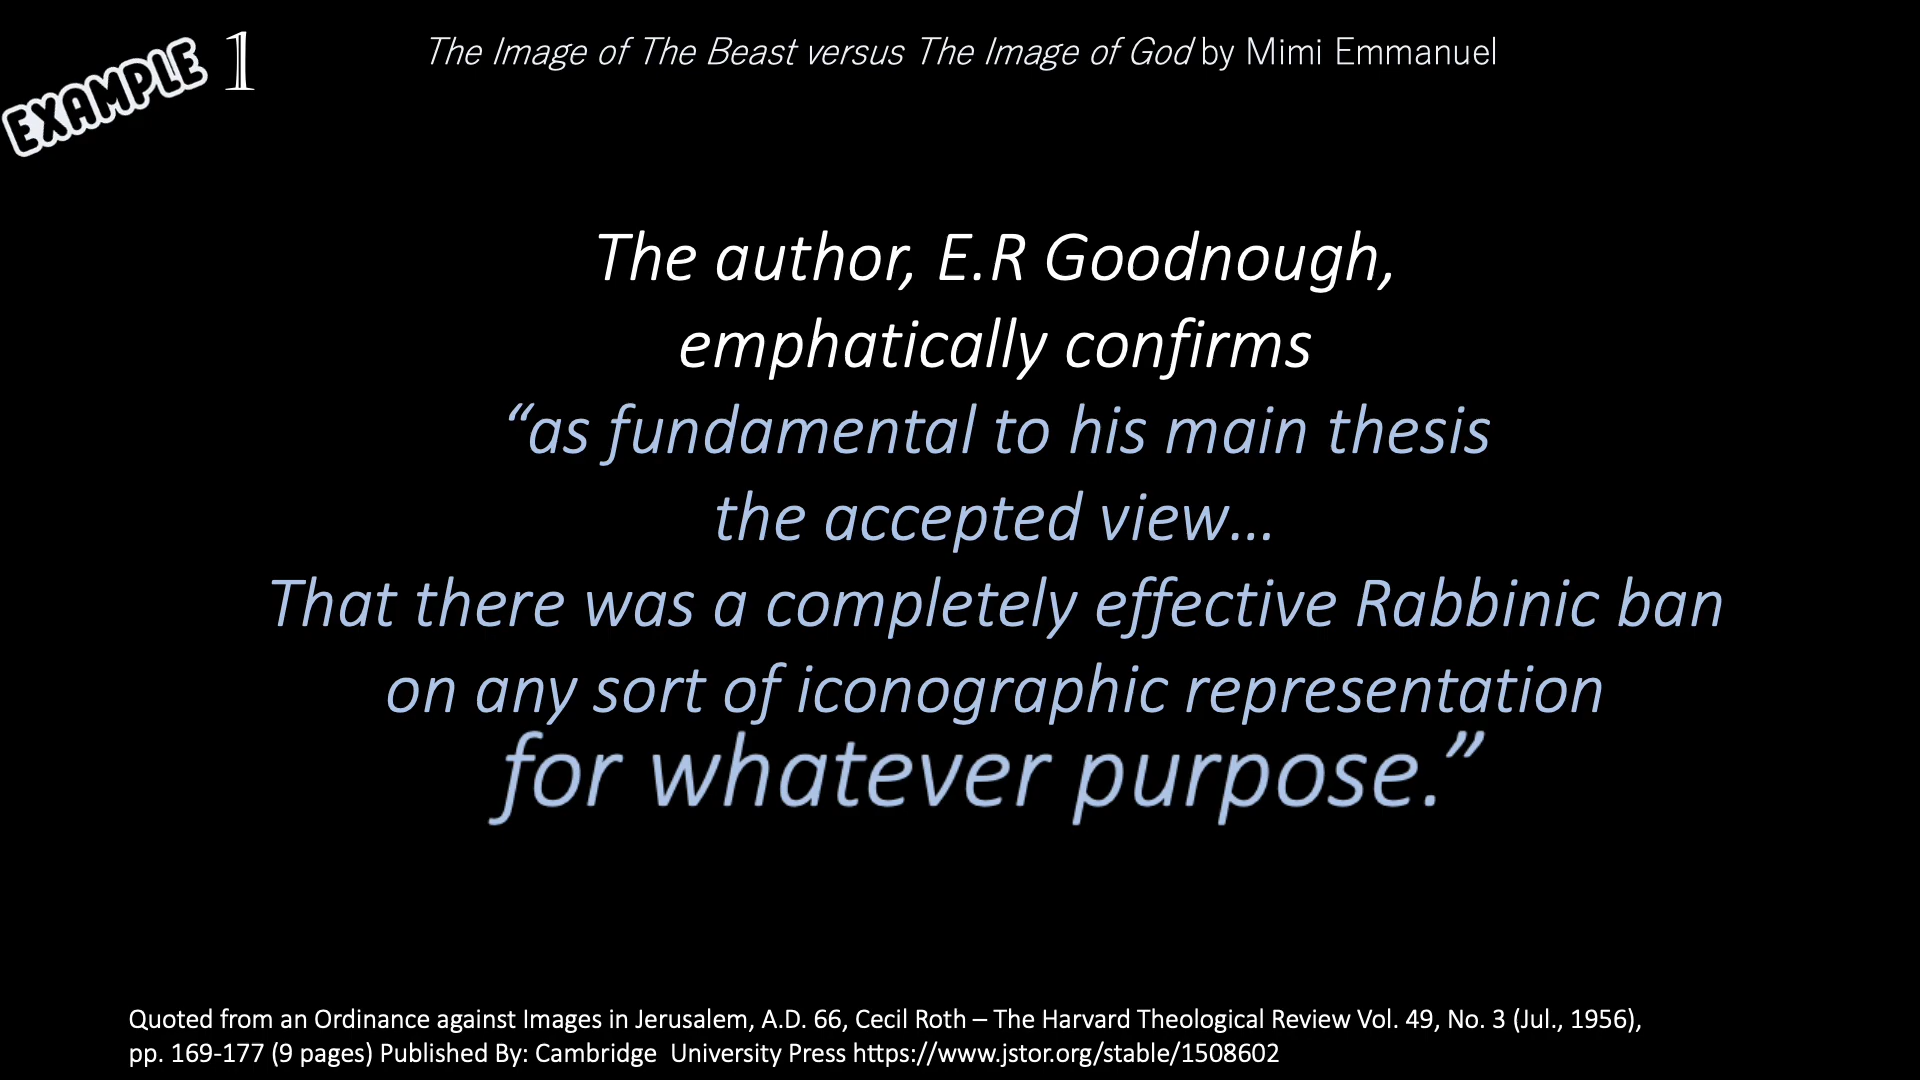 EXAMPLE 1
The Image of The Beast versus The Image of God by Mimi Emmanuel
The author, E.R Goodnough,
emphatically confirms
“as fundamental to his main thesis
the accepted view…
That there was a completely effective Rabbinic ban
on any sort of iconographic representation
for whatever purpose.”
Quoted from an Ordinance against Images in Jerusalem, A.D. 66, Cecil Roth – The Harvard Theological Review Vol. 49, No. 3 (Jul., 1956),
pp. 169-177 (9 pages) Published By: Cambridge  University Press https://www.jstor.org/stable/1508602